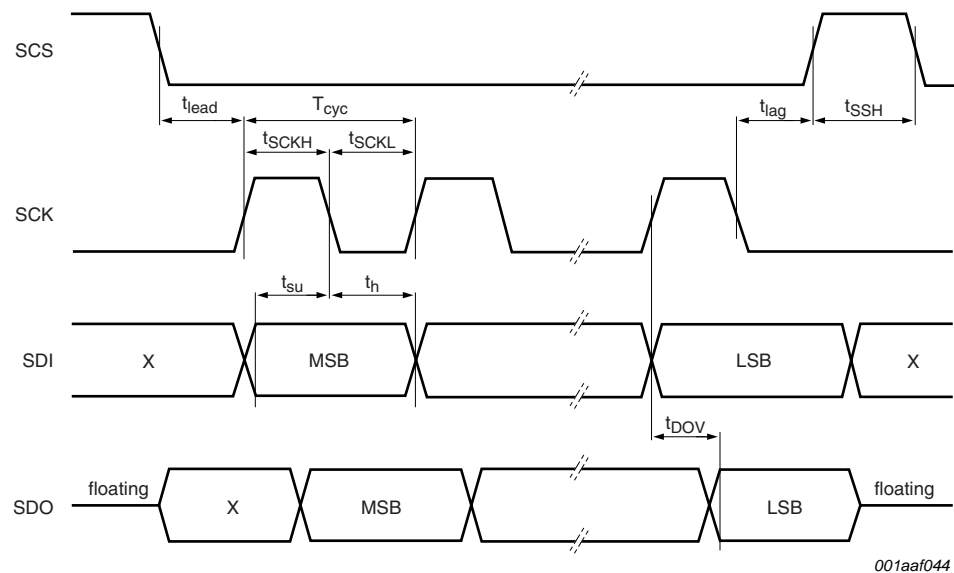 SCS
tlead
Tcyc
tlag
tSSH
tSCKH
tSCKL
SCK
tsu
th
SDI
X
MSB
LSB
X
tDOV
SDO
floating
X
MSB
LSB
floating
001aaf044